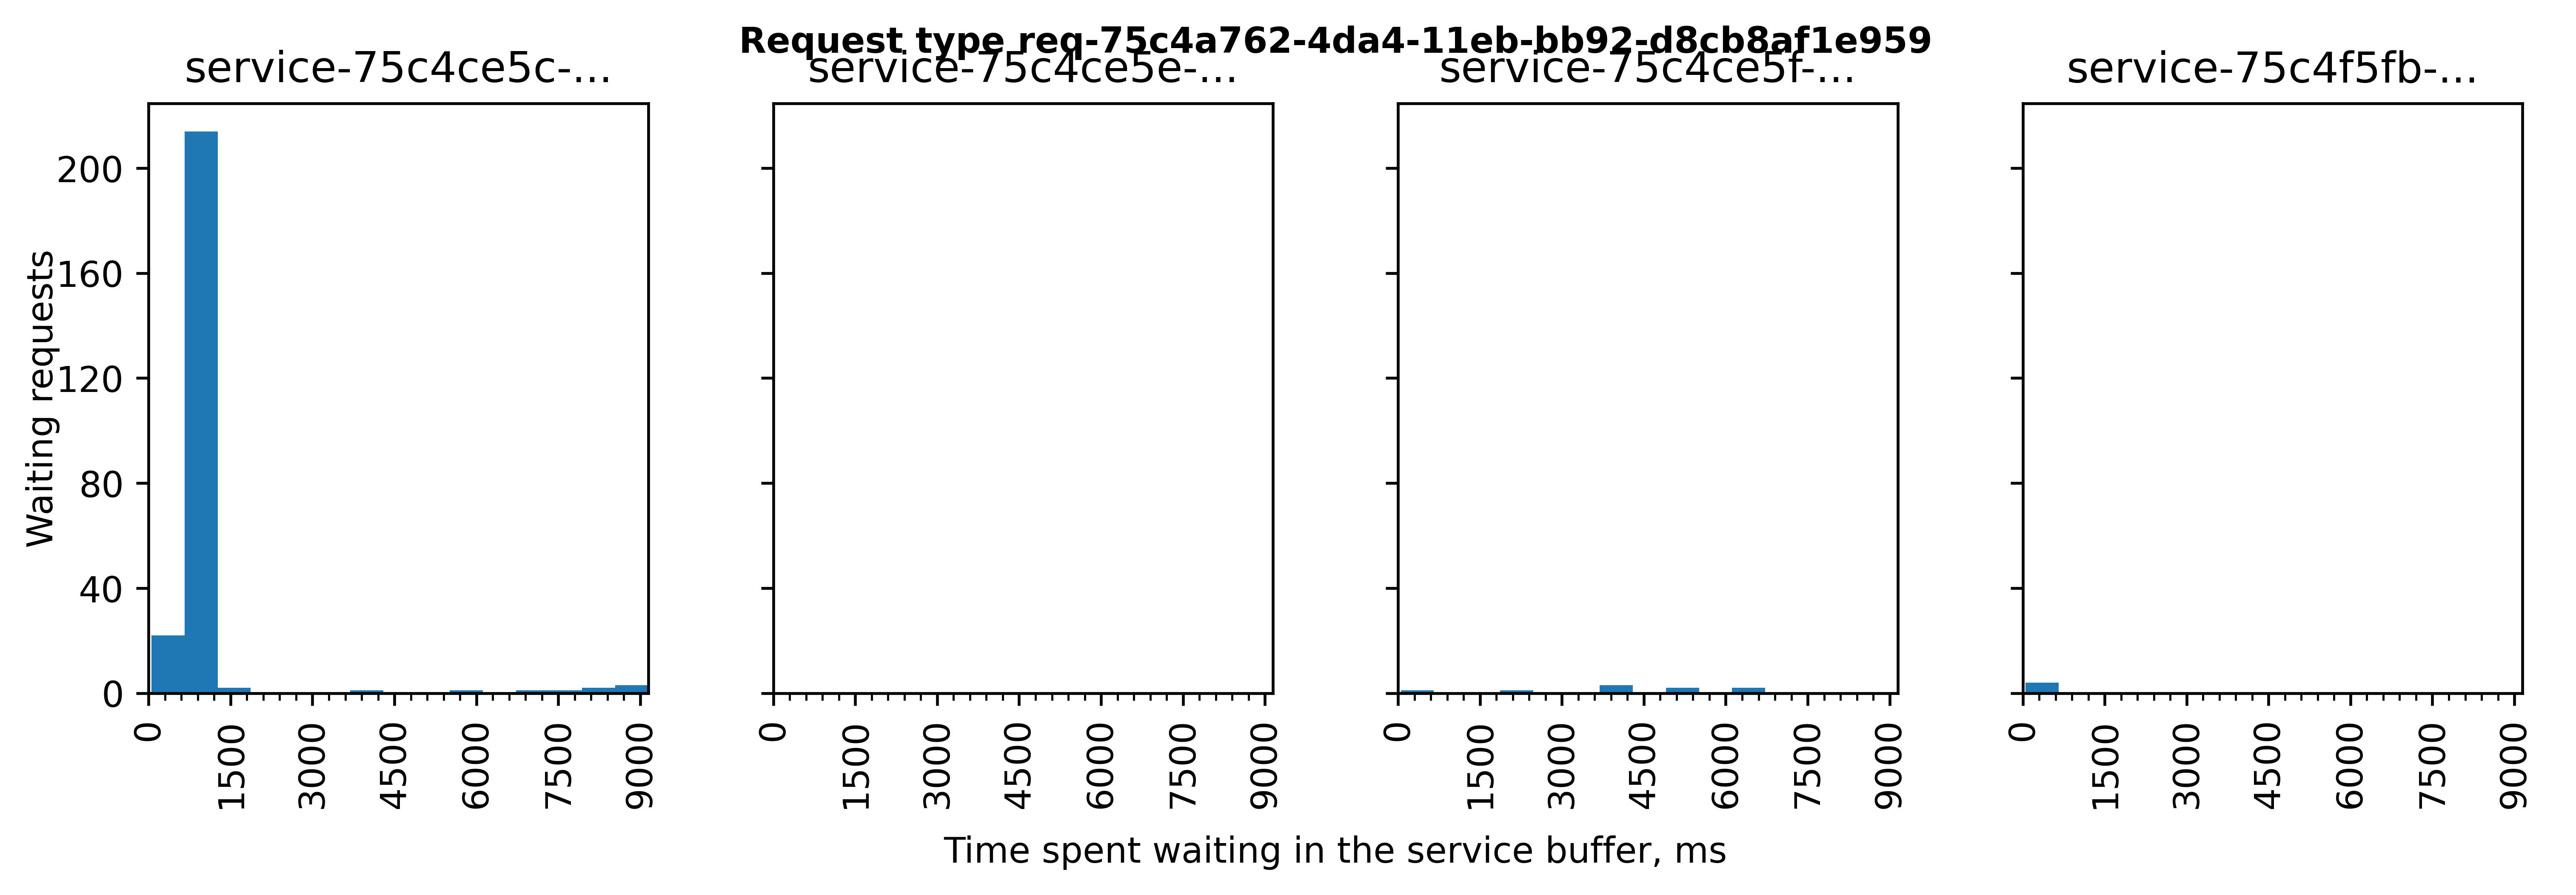 Request type req-75c4a762-4da4-11eb-bb92-d8cb8af1e959
service-75c4ce5c-...
service-75c4ce5e-...
service-75c4ce5f-...
service-75c4f5fb-...
Waiting requests
200
160
120
80
40
0
0 1500 3000 4500 6000 7500 9000
0 1500 3000 4500 6000 7500 9000
0 1500 3000 4500 6000 7500 9000
0 1500 3000 4500 6000 7500 9000
Time spent waiting in the service buffer, ms